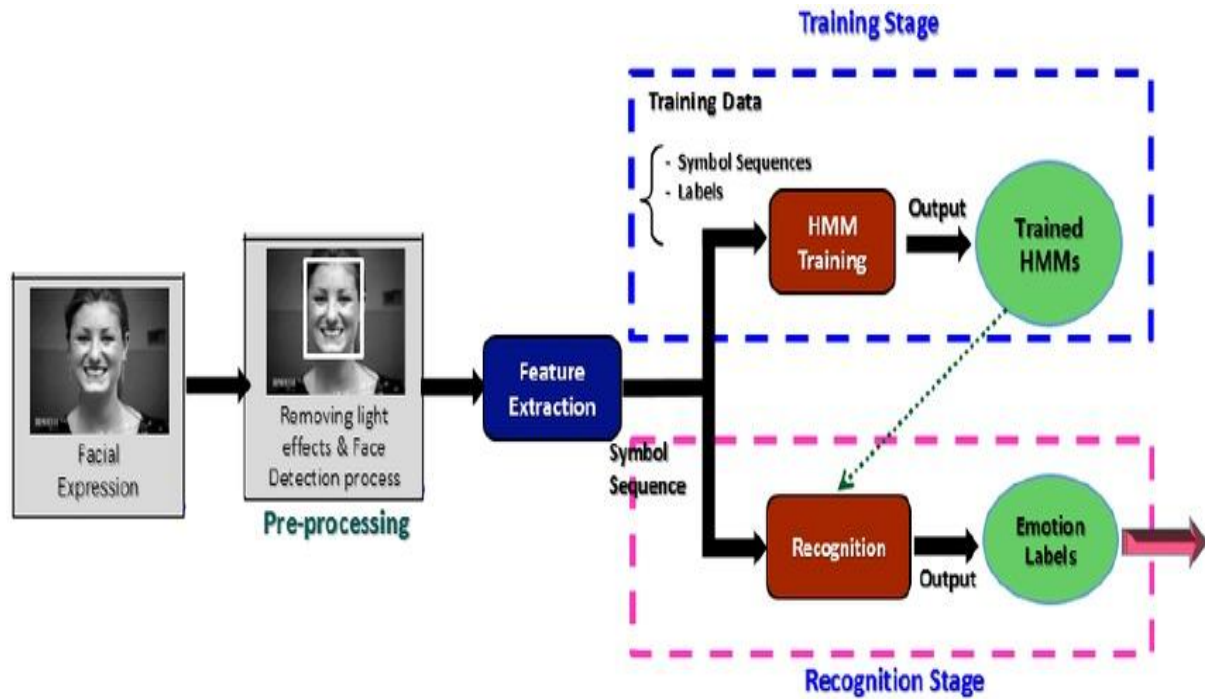 Training Stage
Training Data
- Symbol Sequences
- Labels
HMM
Training
Output
Trained
HMMs
Facial
Expression
Removing light
effects & Face
Detection process
Pre-processing
Feature
Extraction
Symbol
Sequence
Recognition
Output
Emotion
Labels
Recognition Stage